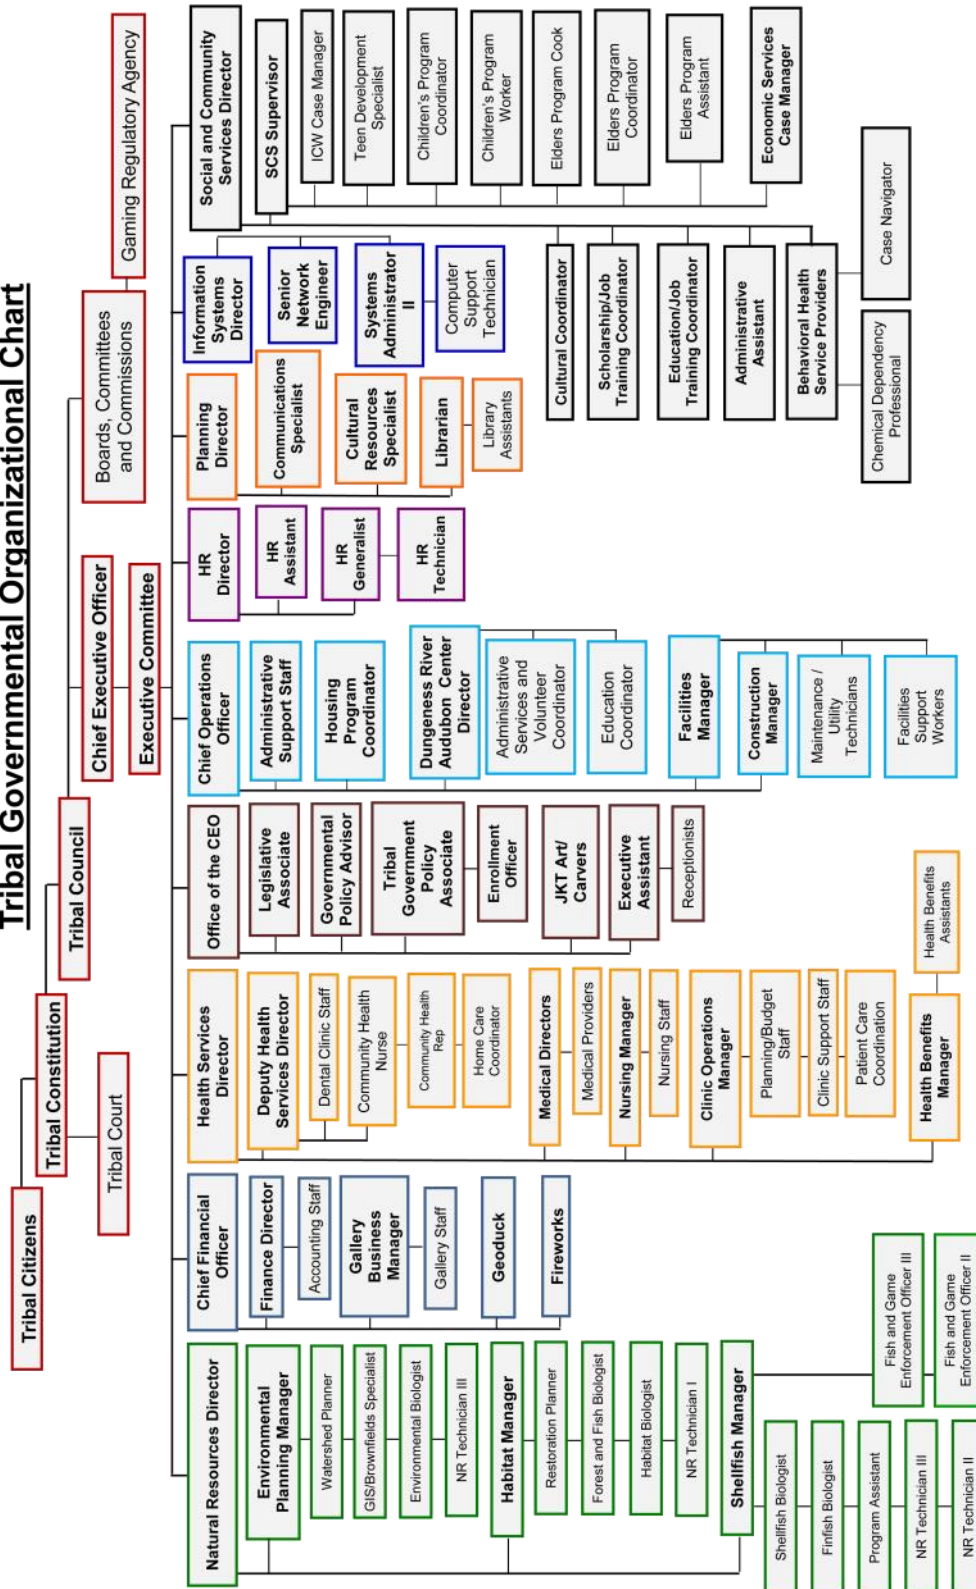 Tribal Governmental Organizational Chart
Tribal Citizens
Tribal Constitution
Tribal Court
Tribal Council
Chief Executive Officer
Executive Committee
Boards, Committees
and Commissions
Gaming Regulatory Agency
Natural Resources Director
Environmental
Planning Manager
Watershed Planner
GIS/Brownfields Specialist
Environmental Biologist
NR Technician III
Habitat Manager
Restoration Planner
Forest and Fish Biologist
Habitat Biologist
NR Technician I
Shellfish Manager
Shellfish Biologist
Finfish Biologist
Program Assistant
NR Technician III
NR Technician II
Fish and Game
Enforcement Officer III
Fish and Game
Enforcement Officer II
Chief Financial
Officer
Finance Director
Accounting Staff
Gallery
Business
Manager
Gallery Staff
Geoduck
Fireworks
Health Services
Director
Deputy Health
Services Director
Dental Clinic Staff
Community Health
Nurse
Community Health
Rep
Home Care
Coordinator
Medical Directors
Medical Providers
Nursing Manager
Nursing Staff
Clinic Operations
Manager
Planning/Budget
Staff
Clinic Support Staff
Patient Care
Coordination
Health Benefits
Manager
Health Benefits
Assistants
Office of the CEO
Legislative
Associate
Governmental
Policy Advisor
Tribal
Government
Policy
Associate
Enrollment
Officer
JKT Art/
Carvers
Executive
Assistant
Receptionists
Chief Operations
Officer
Administrative
Support Staff
Housing
Program
Coordinator
Dungeness River
Audubon Center
Director
Administrative
Services and
Volunteer
Coordinator
Education
Coordinator
Facilities
Manager
Construction
Manager
Maintenance /
Utility
Technicians
Facilities
Support
Workers
HR
Director
HR
Assistant
HR
Generalist
HR
Technician
Planning
Director
Communications
Specialist
Cultural
Resources
Specialist
Librarian
Library
Assistants
Information
Systems
Director
Senior
Network
Engineer
Systems
Administrator
II
Computer
Support
Technician
Social and Community
Services Director
SCS Supervisor
ICW Case Manager
Teen Development
Specialist
Children's Program
Coordinator
Children's Program
Worker
Elders Program Cook
Elders Program
Coordinator
Elders Program
Assistant
Economic Services
Case Manager
Cultural Coordinator
Scholarship/Job
Training Coordinator
Education/Job
Training Coordinator
Administrative
Assistant
Behavioral Health
Service Providers
Chemical Dependency
Professional
Case Navigator